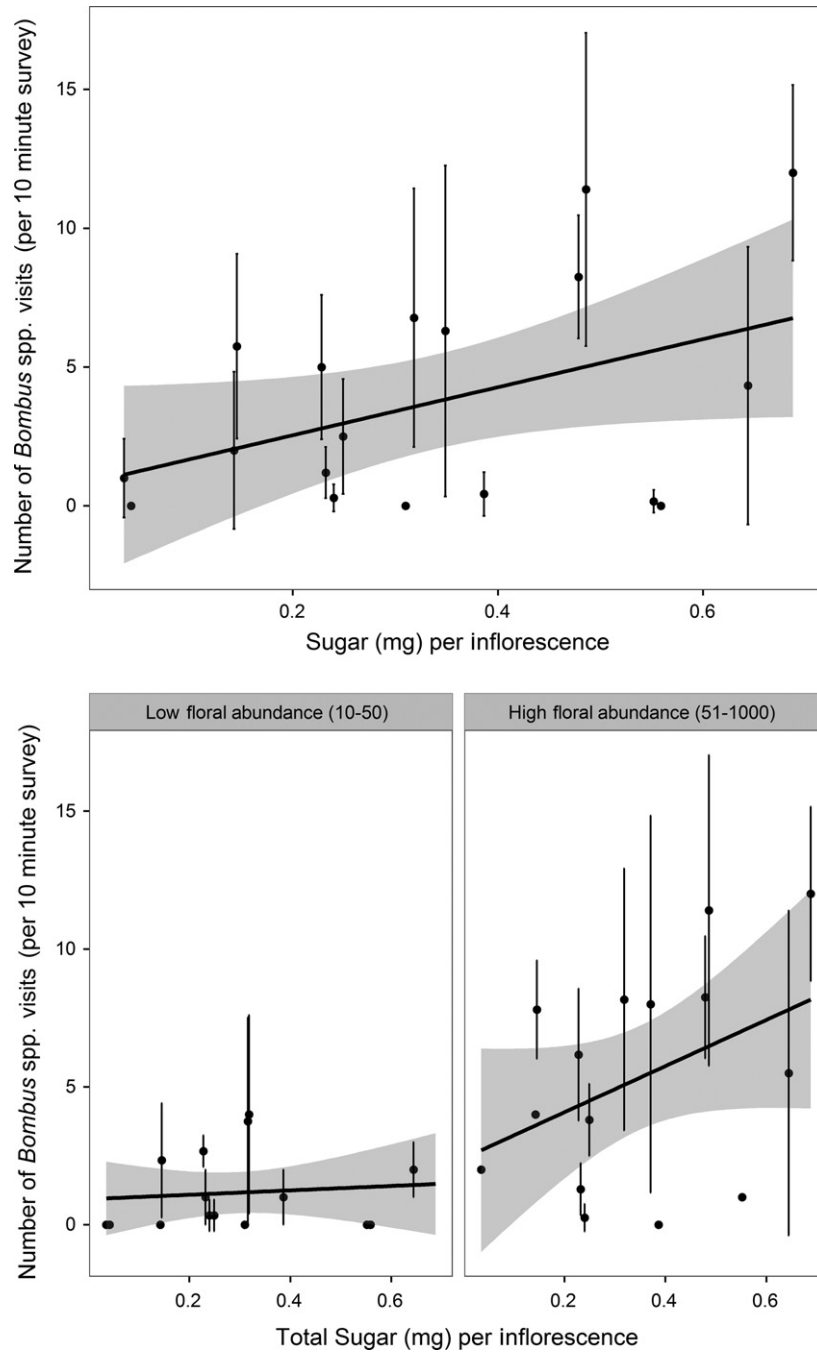 Number of Bombus spp. visits (per 10 minute survey)
15
10
5
0
0.2 0.4 0.6
Sugar (mg) per inflorescence
Low floral abundance (10-50) High floral abundance (51-1000)
Number of Bombus spp. visits (per 10 minute survey)
15
10
5
0
0.2 0.4 0.6 0.2 0.4 0.6
Total Sugar (mg) per inflorescence